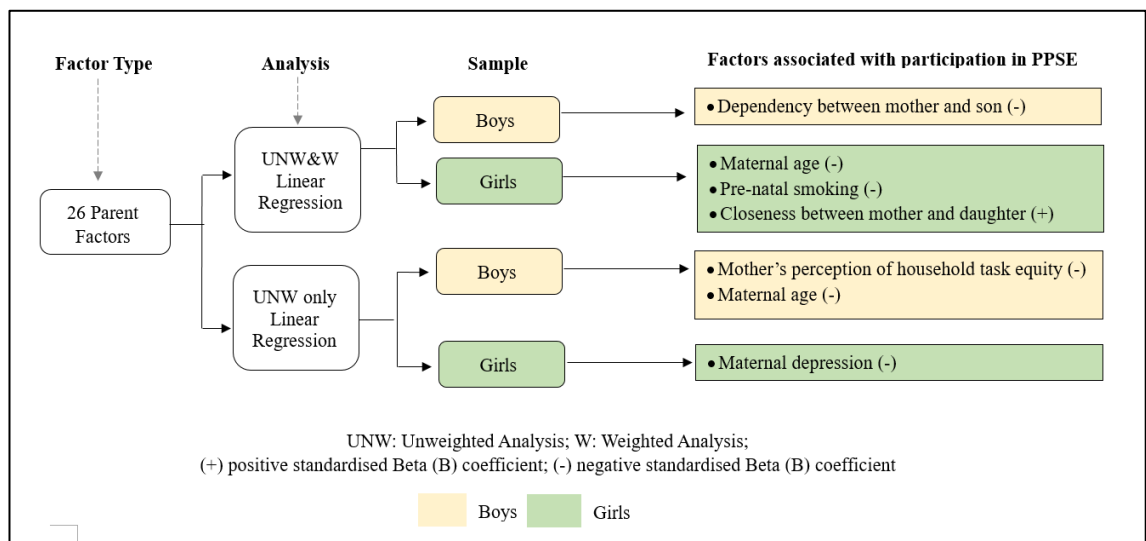 Factor Type
Analysis
Sample
Factors associated with participation in PPSE
26 Parent
Factors
UNW&W
Linear
Regression
Boys
• Dependency between mother and son (-)
Girls
• Maternal age (-)
• Pre-natal smoking (-)
• Closeness between mother and daughter (+)
UNW only
Linear
Regression
Boys
• Mother’s perception of household task equity (-)
• Maternal age (-)
Girls
• Maternal depression (-)
UNW: Unweighted Analysis; W: Weighted Analysis;
(+) positive standardised Beta (B) coefficient; (-) negative standardised Beta (B) coefficient
Boys
Girls